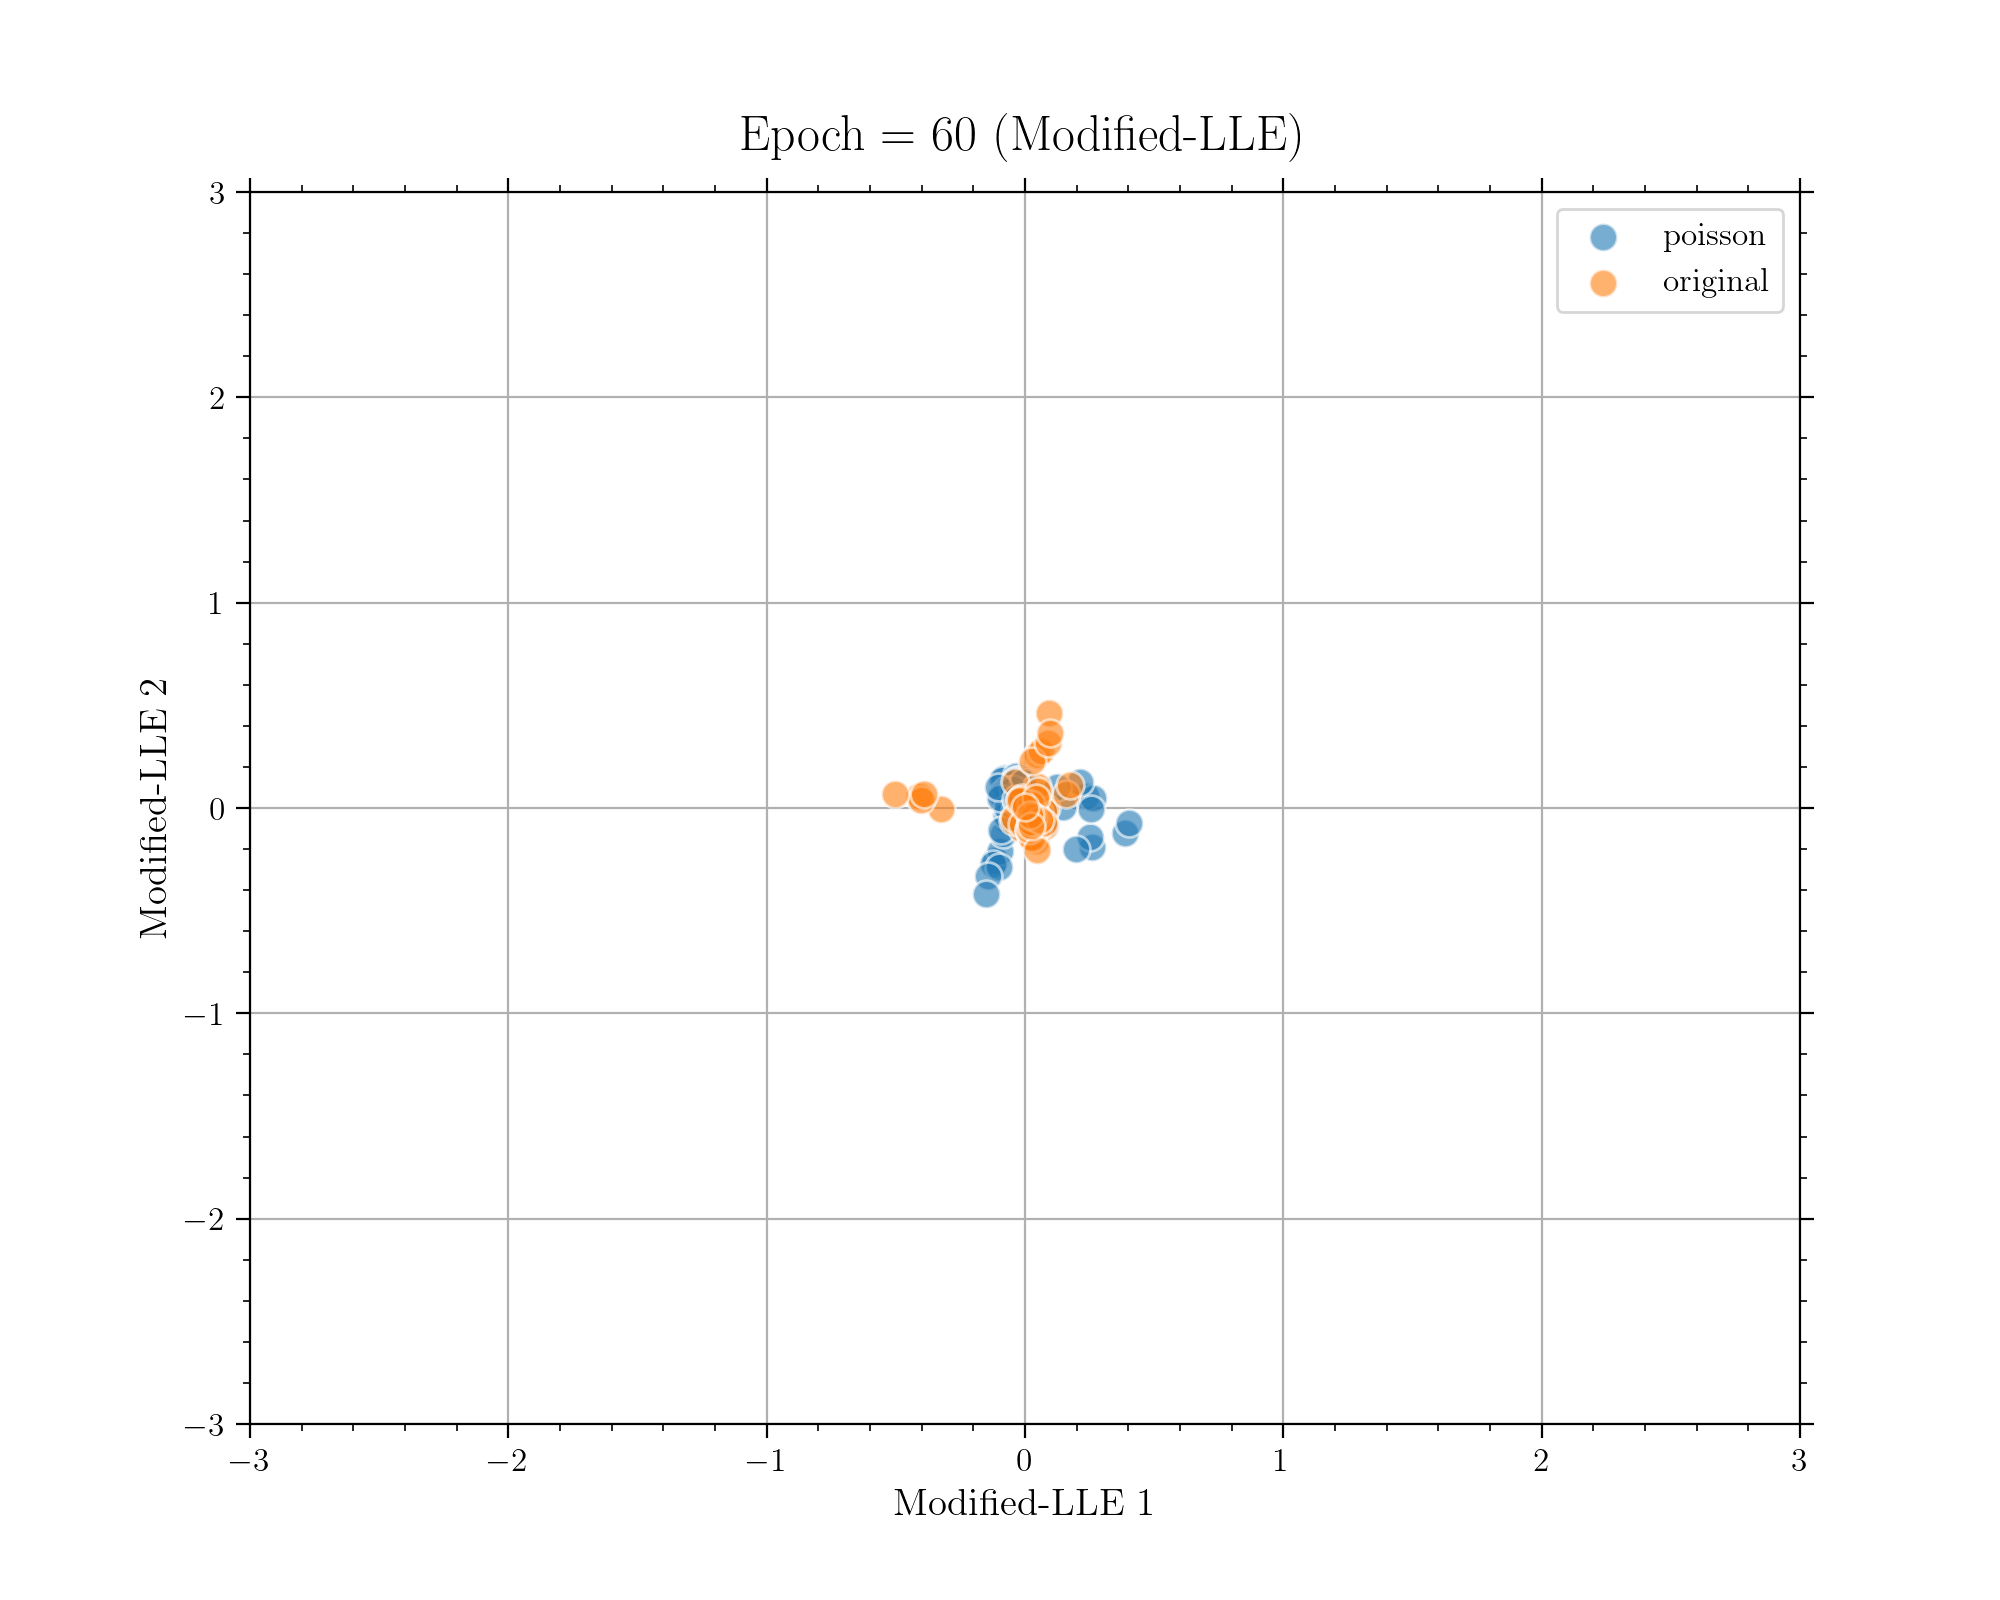 Epoch = 60 (Modified-LLE)
poisson
original
3
2
1
0
−1
−2
−3
Modified-LLE 2
−3
−2
−1
0
1
2
3
Modified-LLE 1